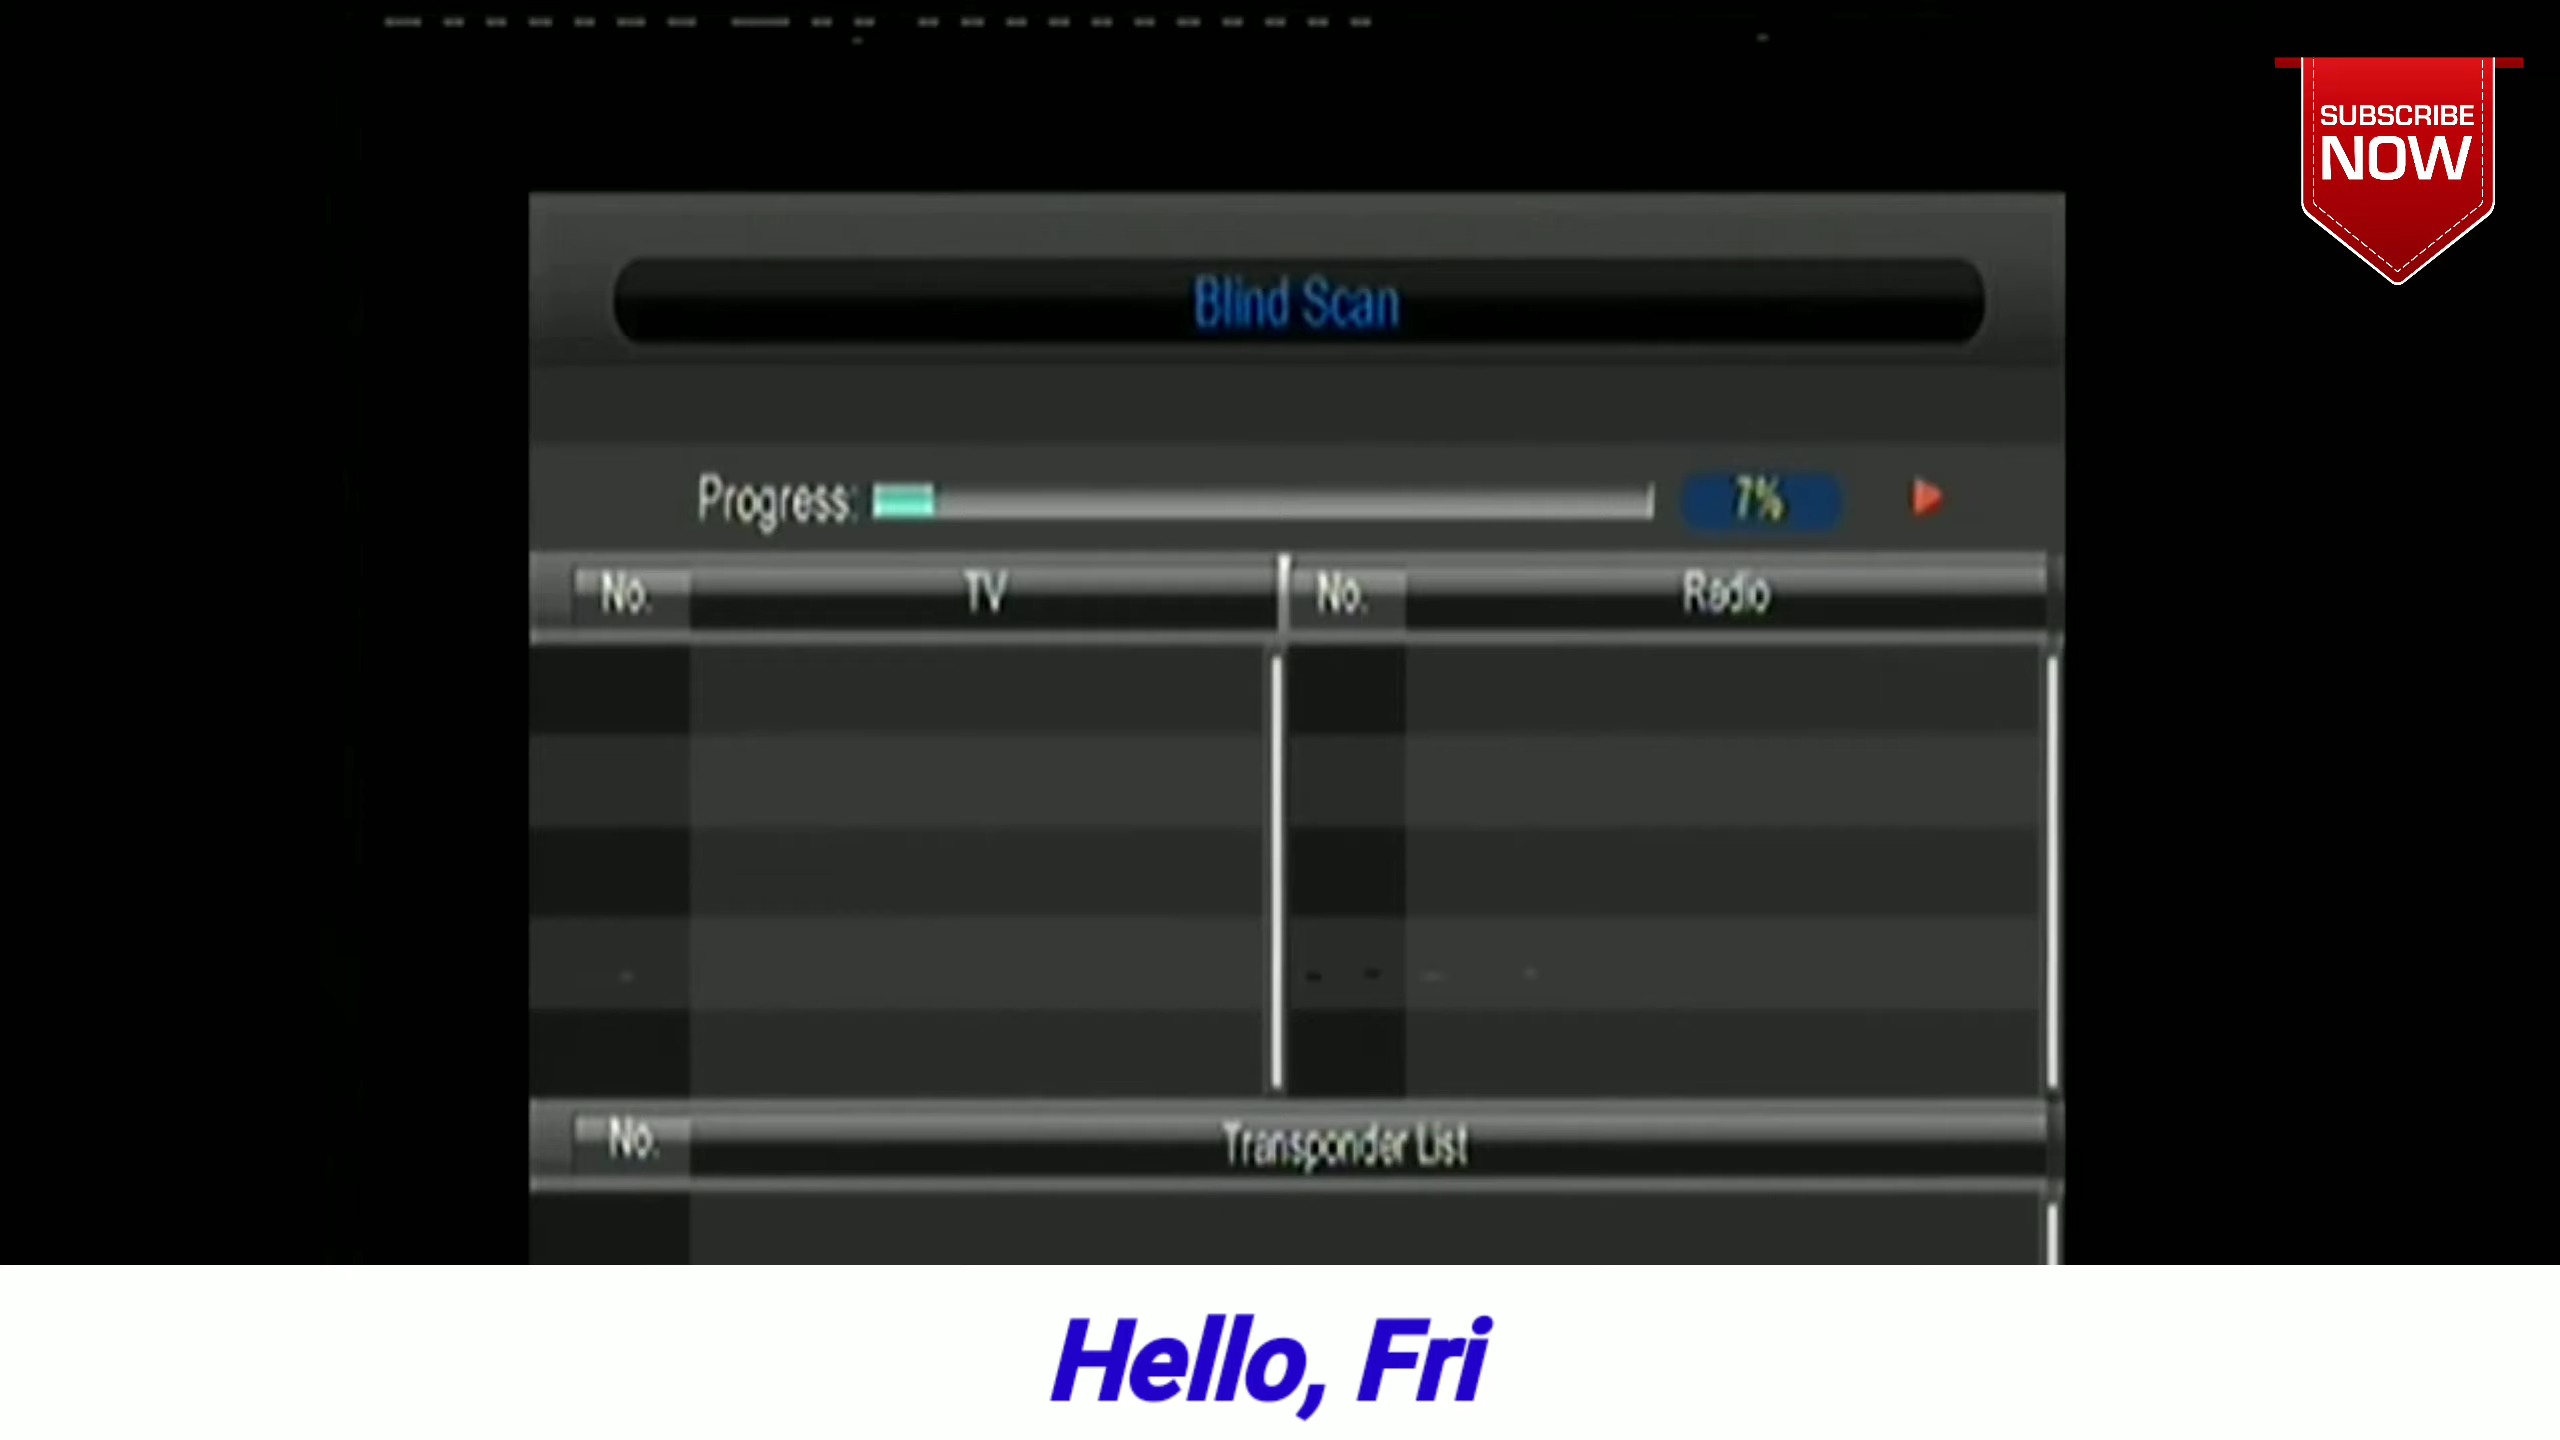 SUBSCRIBE
NOW
Blind Scan
Progress: 7%
No. TV No. Radio
No. Transponder List
Hello, Fri